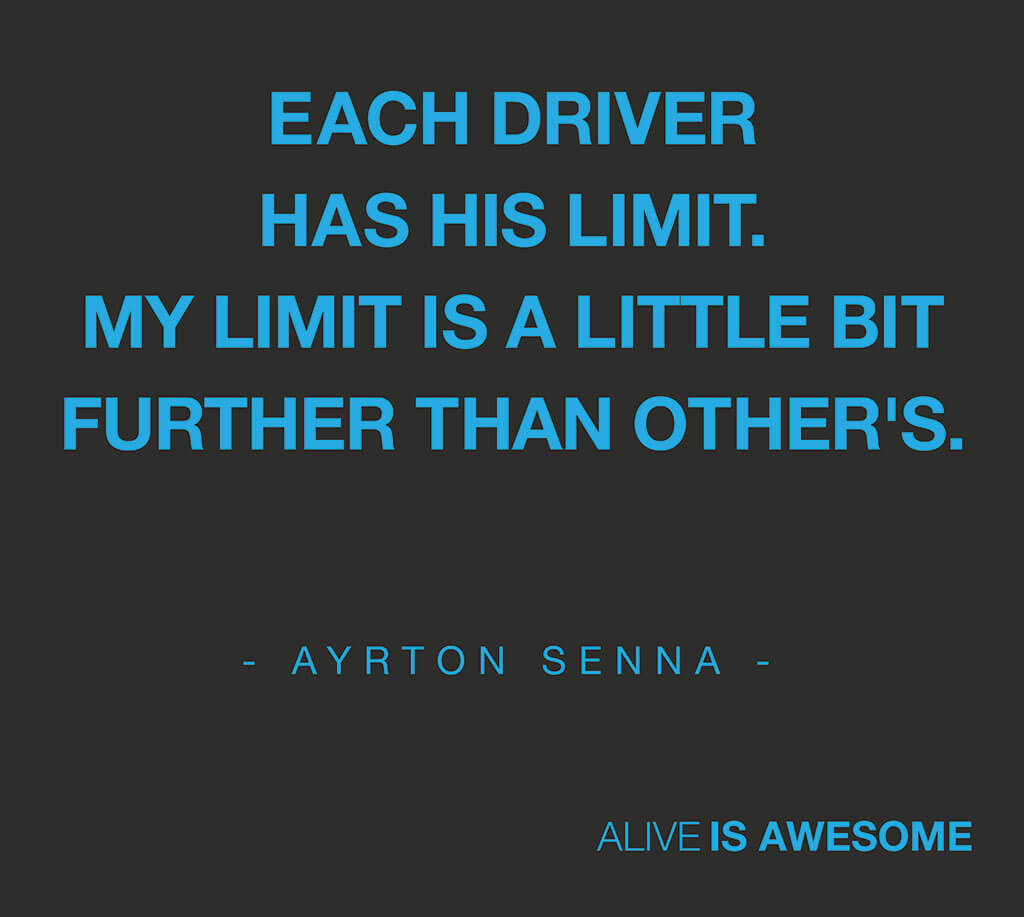 EACH DRIVER
HAS HIS LIMIT.
MY LIMIT IS A LITTLE BIT
FURTHER THAN OTHER'S.
- AYRTON SENNA -
ALIVE IS AWESOME